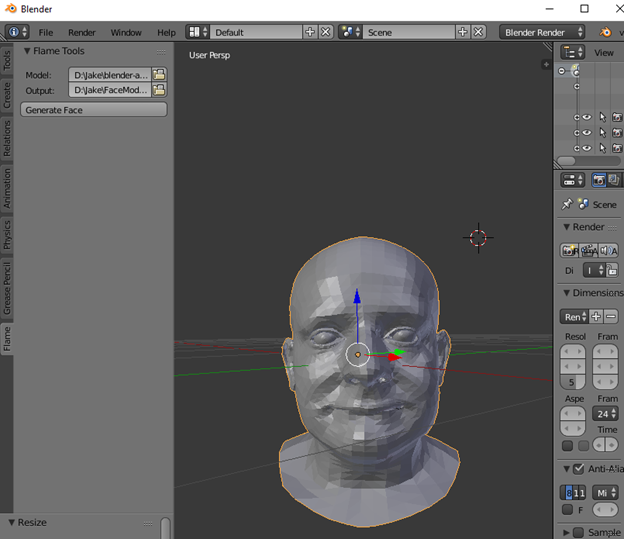 Blender
File Render Window Help Default Scene Blender Render
Flame Tools
Model: D:\Jake\blender-a...
Output: D:\Jake\FaceMod...
Generate Face
Tools
Create
Relations
Animation
Physics
Grease Pencil
Flame
Resize
User Persp
View
Scene
Render
Di
Dimensions
Ren
Resol Fram
5
Aspe Fram
24
Time
Anti-Alia
8 11 Mi
F
Sample